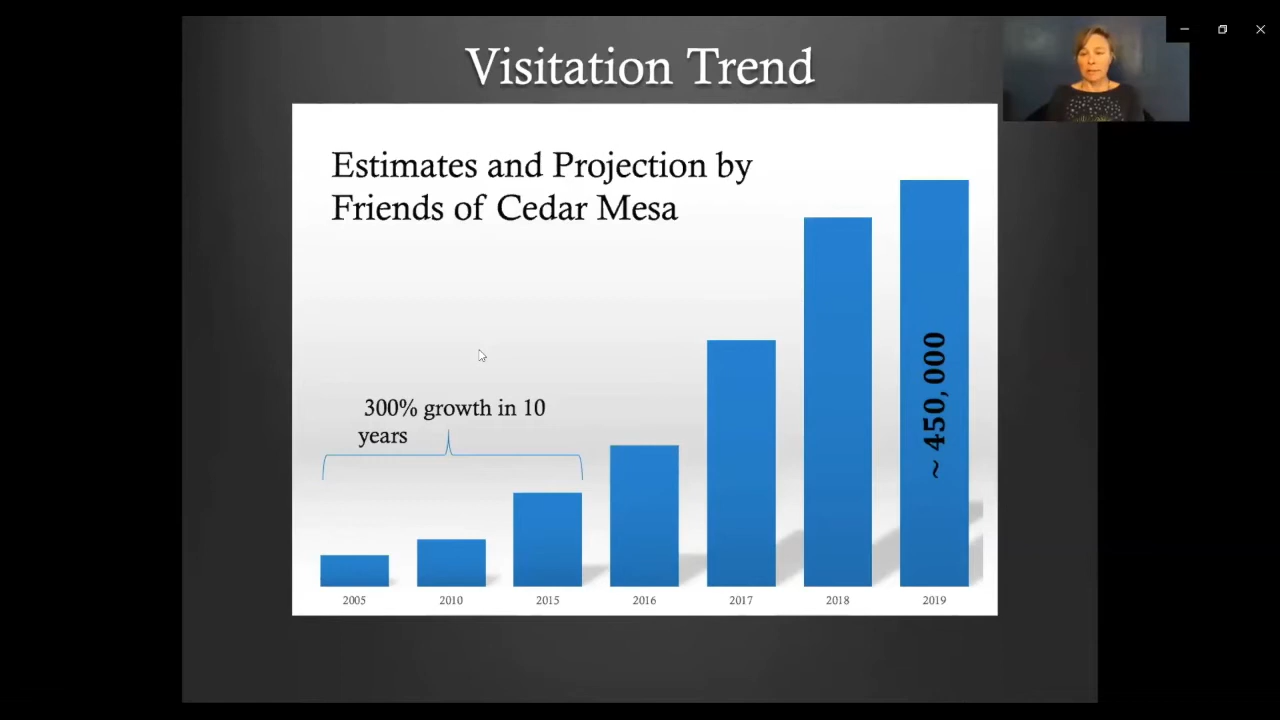 Visitation Trend
Estimates and Projection by
Friends of Cedar Mesa
300% growth in 10
years
~ 450,000
2005 2010 2015 2016 2017 2018 2019